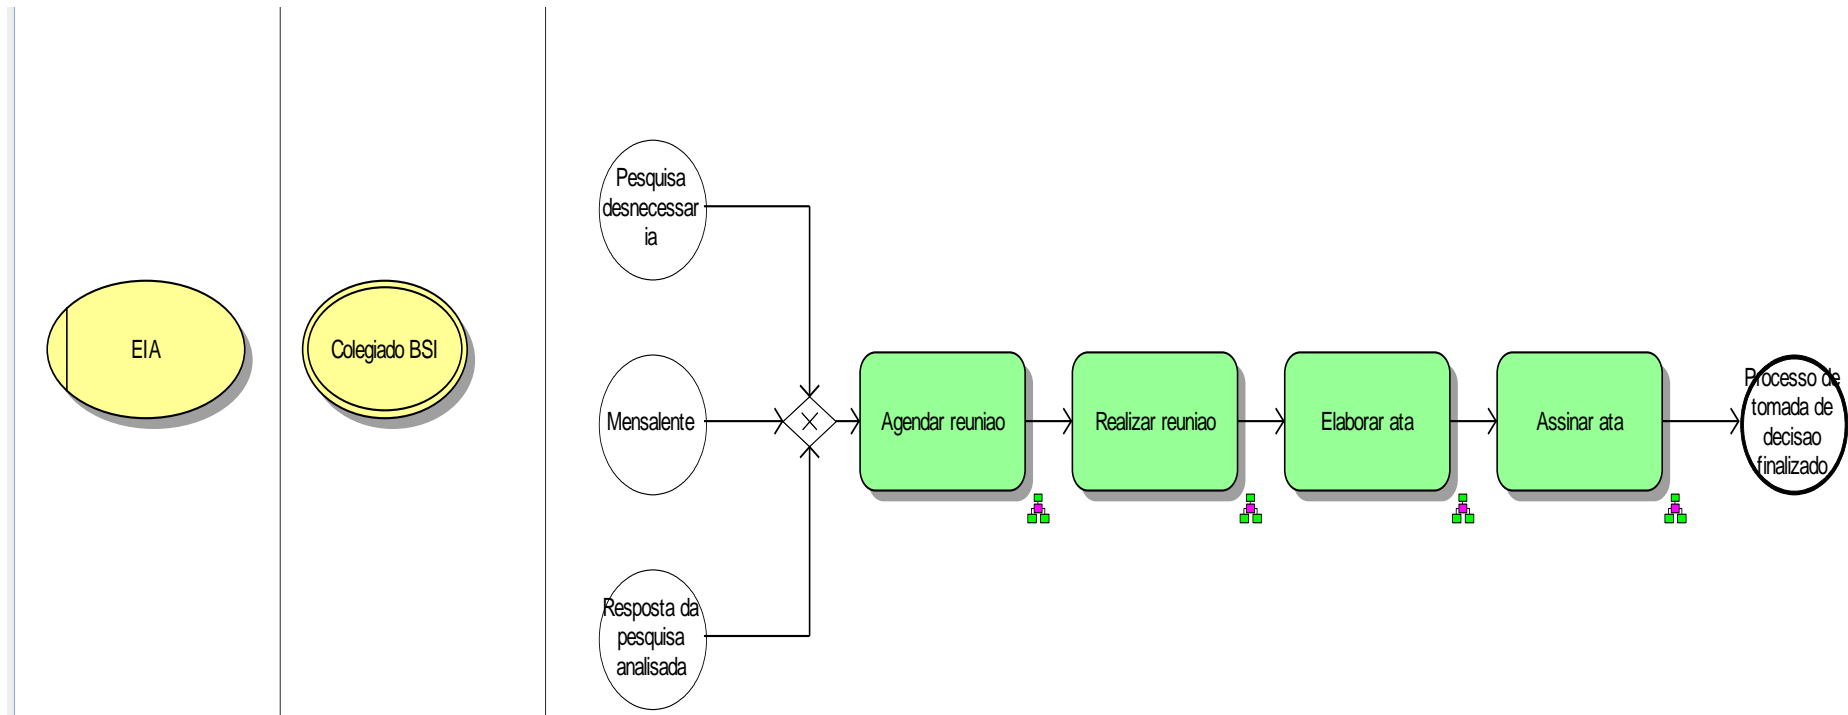 EIA
Colegiado BSI
Pesquisa
desnecessar
ia
Mensalente
Resposta da
pesquisa
analisada
Agendar reuniao
Realizar reuniao
Elaborar ata
Assinar ata
Processo de
tomada de
decisao
finalizado